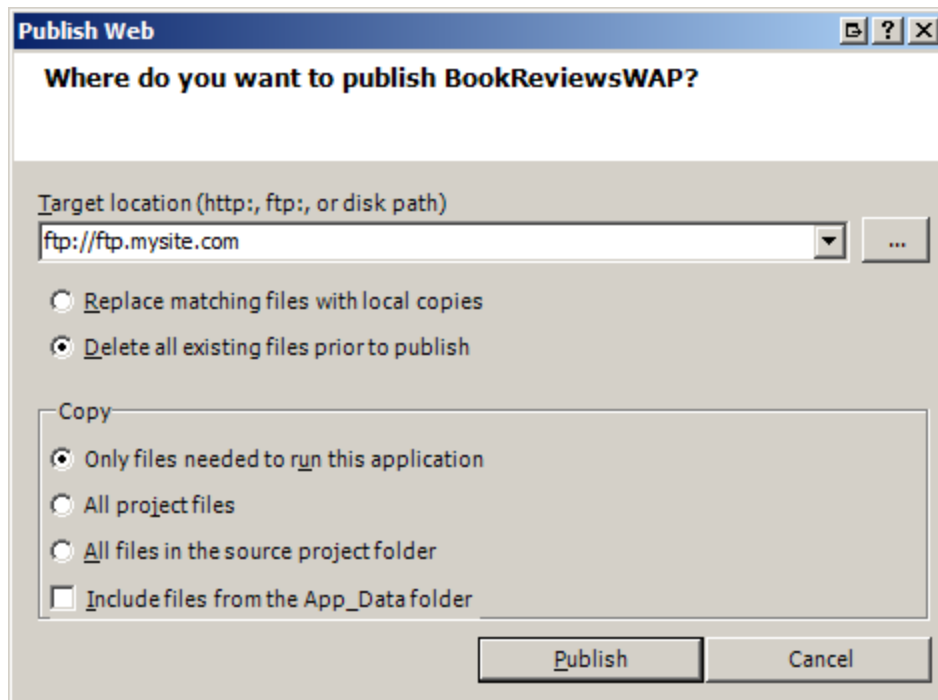 Publish Web
Where do you want to publish BookReviewsWAP?
Target location (http:, ftp:, or disk path)
ftp://ftp.mysite.com
...
Replace matching files with local copies
Delete all existing files prior to publish
Copy
Only files needed to run this application
All project files
All files in the source project folder
Include files from the App_Data folder
Publish Cancel